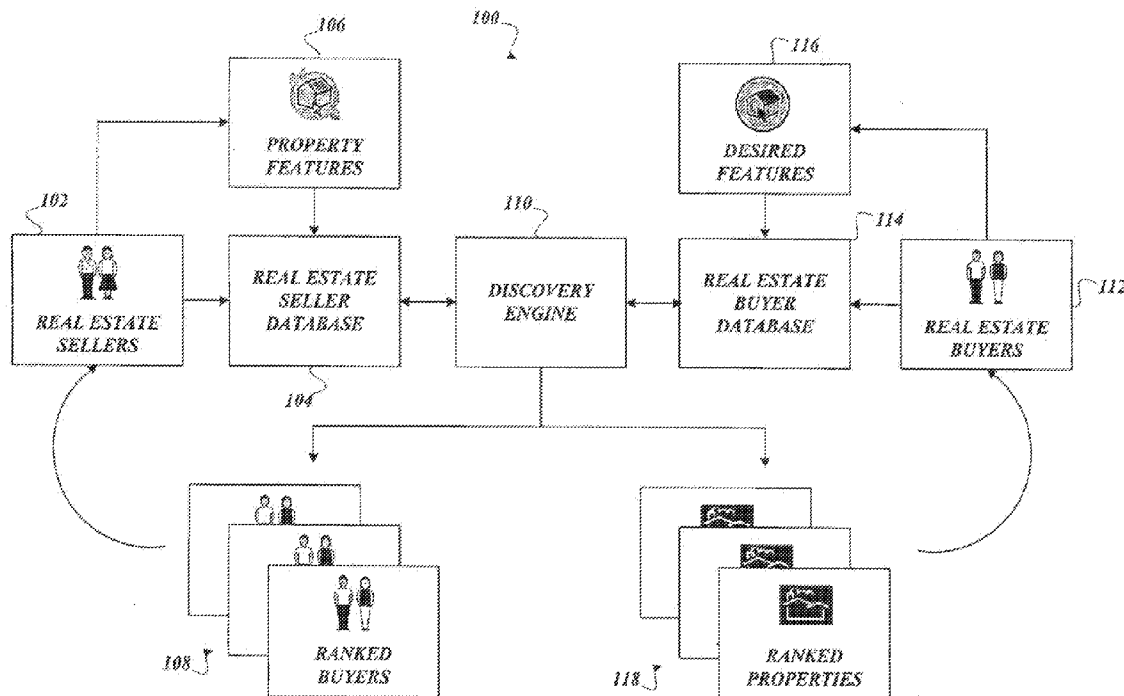 106
100
116
PROPERTY
FEATURES
DESIRED
FEATURES
102
110
114
REAL ESTATE
SELLERS
REAL ESTATE
SELLER
DATABASE
DISCOVERY
ENGINE
REAL ESTATE
BUYER
DATABASE
REAL ESTATE
BUYERS
112
104
108
RANKED
BUYERS
118
RANKED
PROPERTIES